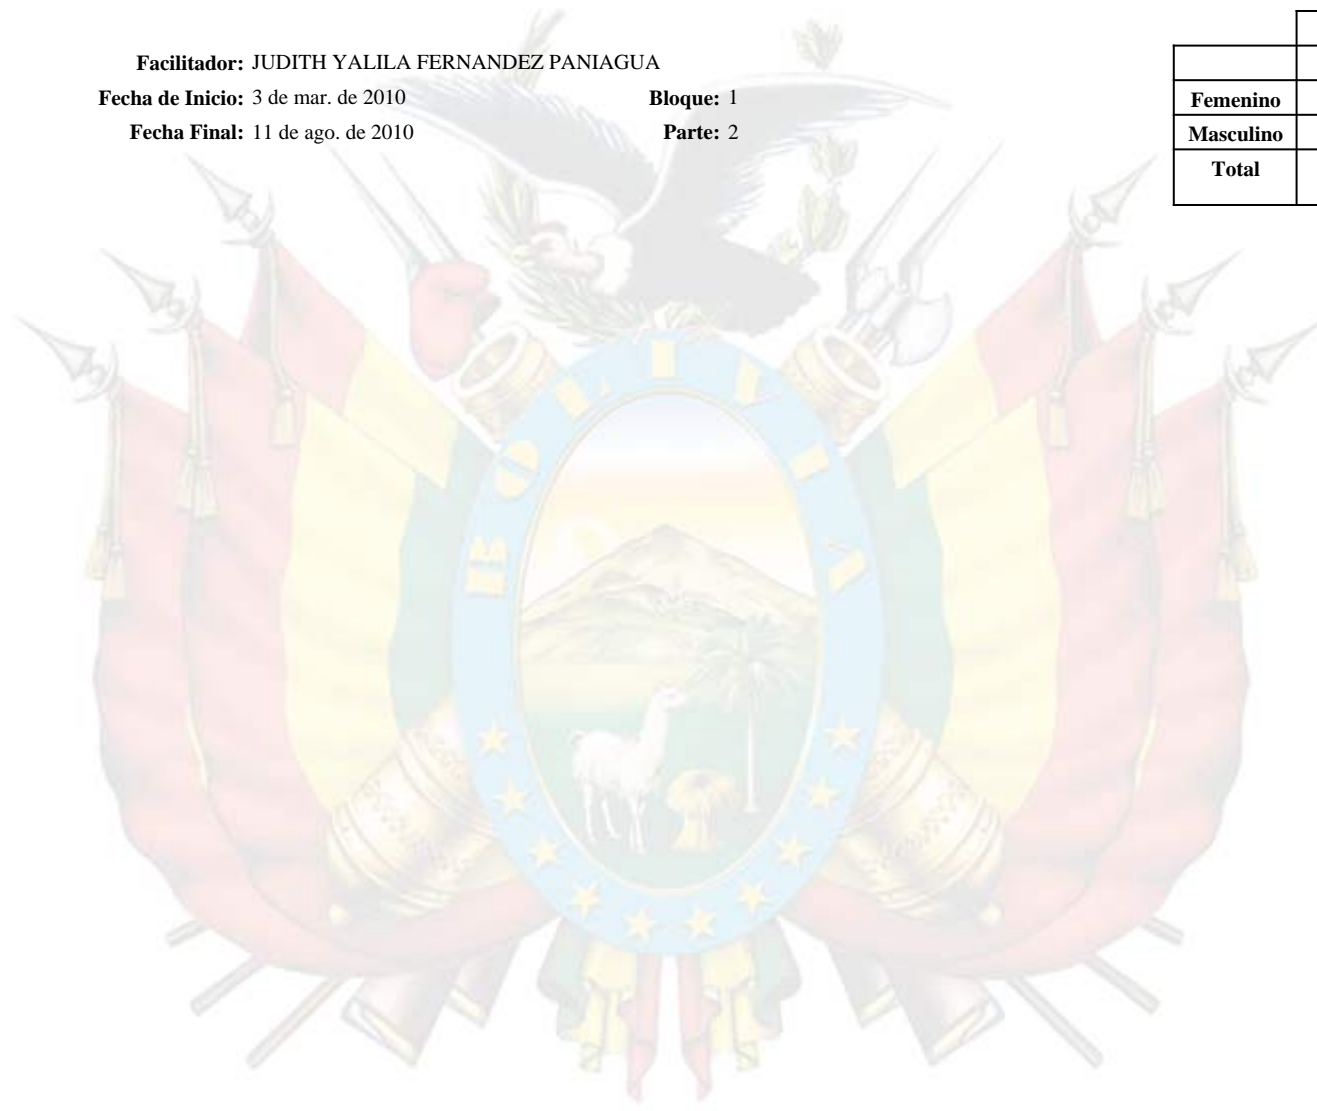 Facilitador: JUDITH YALILA FERNANDEZ PANIAGUA
Fecha de Inicio: 3 de mar. de 2010 Bloque: 1
Fecha Final: 11 de ago. de 2010 Parte: 2
Femenino
Masculino
Total
BOLIVIA